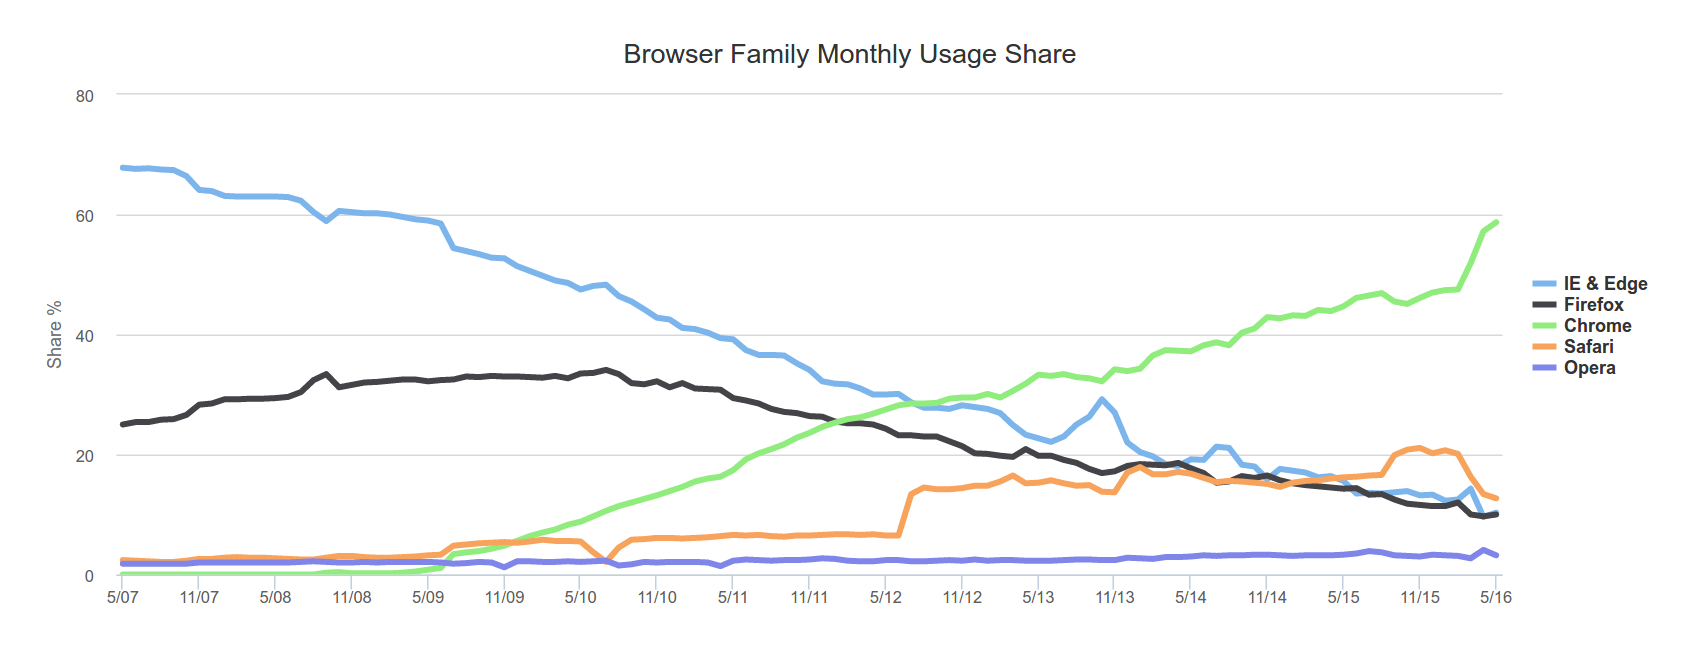 Browser Family Monthly Usage Share
80
60
40
20
0
Share %
5/07 11/07 5/08 11/08 5/09 11/09 5/10 11/10 5/11 11/11 5/12 11/12 5/13 11/13 5/14 11/14 5/15 11/15 5/16
IE & Edge
Firefox
Chrome
Safari
Opera